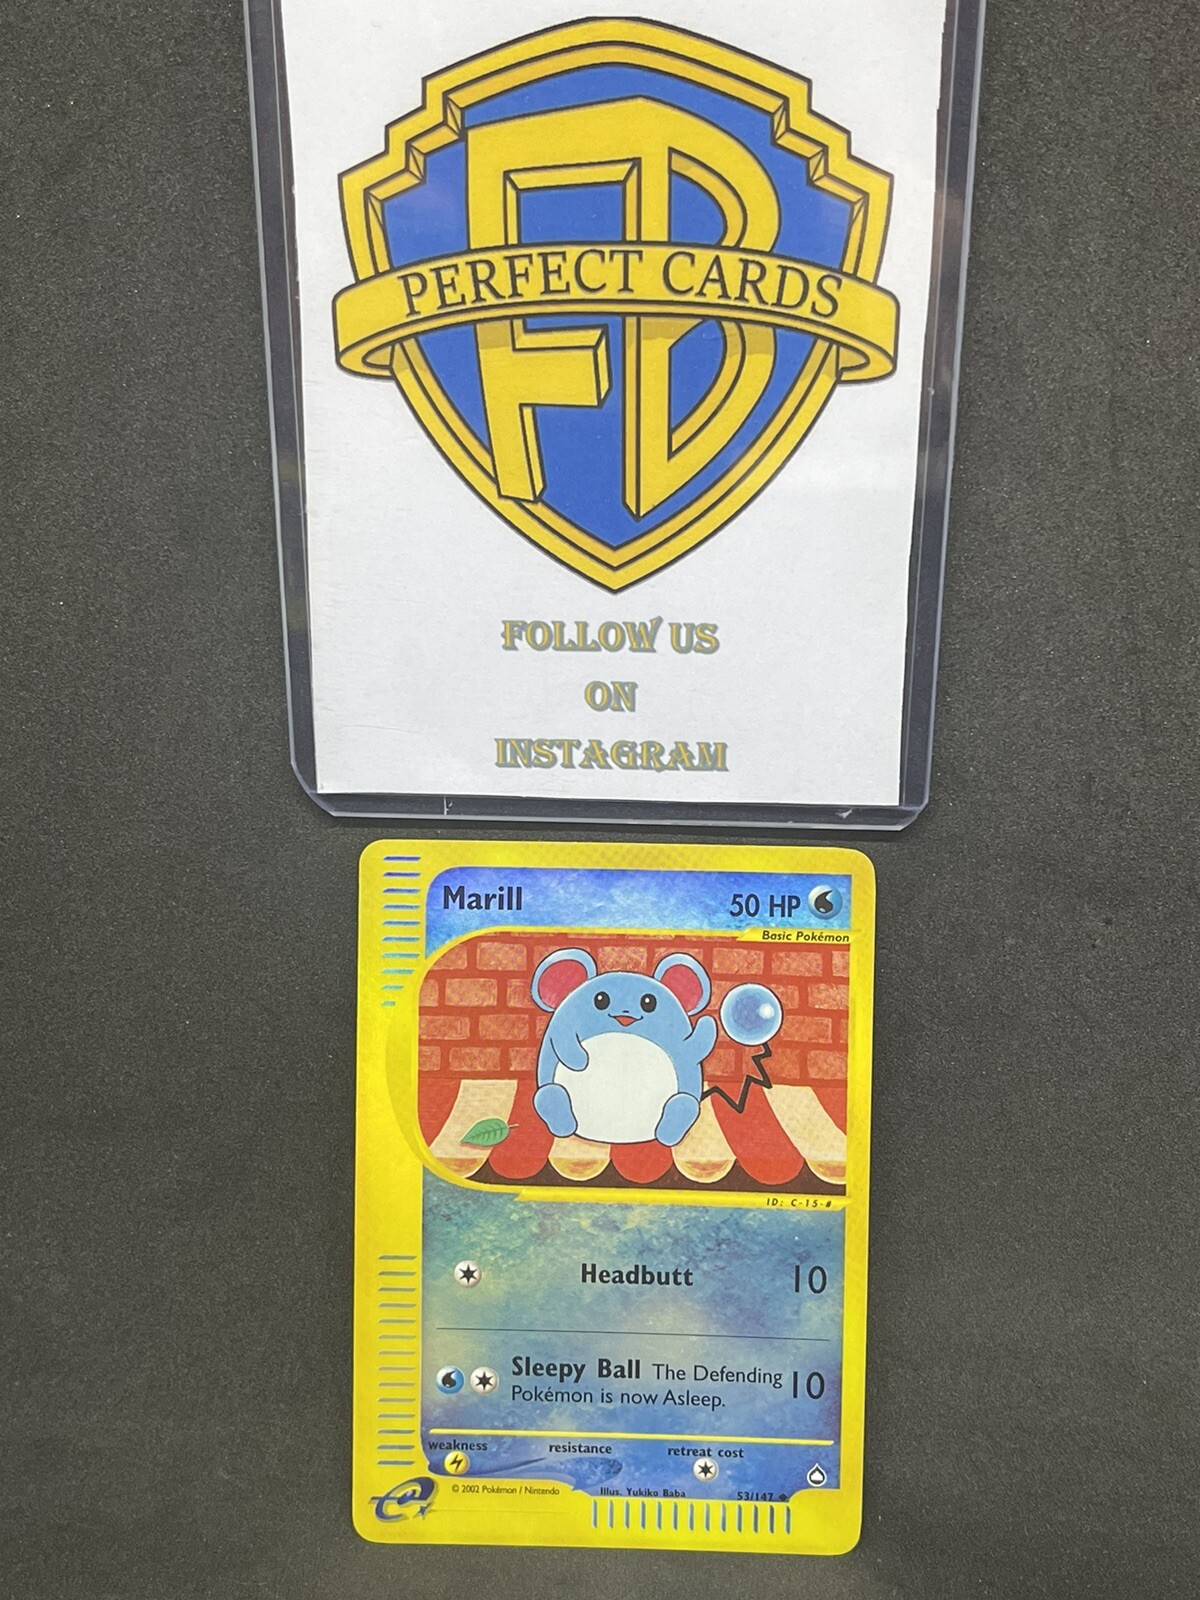 FB
PERFECT CARDS
FOLLOW US
ON
INSTAGRAM
Marill
50 HP
Basic Pokémon
ID: C-15-#
Headbutt 10
Sleepy Ball The Defending
Pokémon is now Asleep. 10
weakness resistance retreat cost
e
© 2002 Pokémon / Nintendo
Illus. Yukiko Baba
53/147